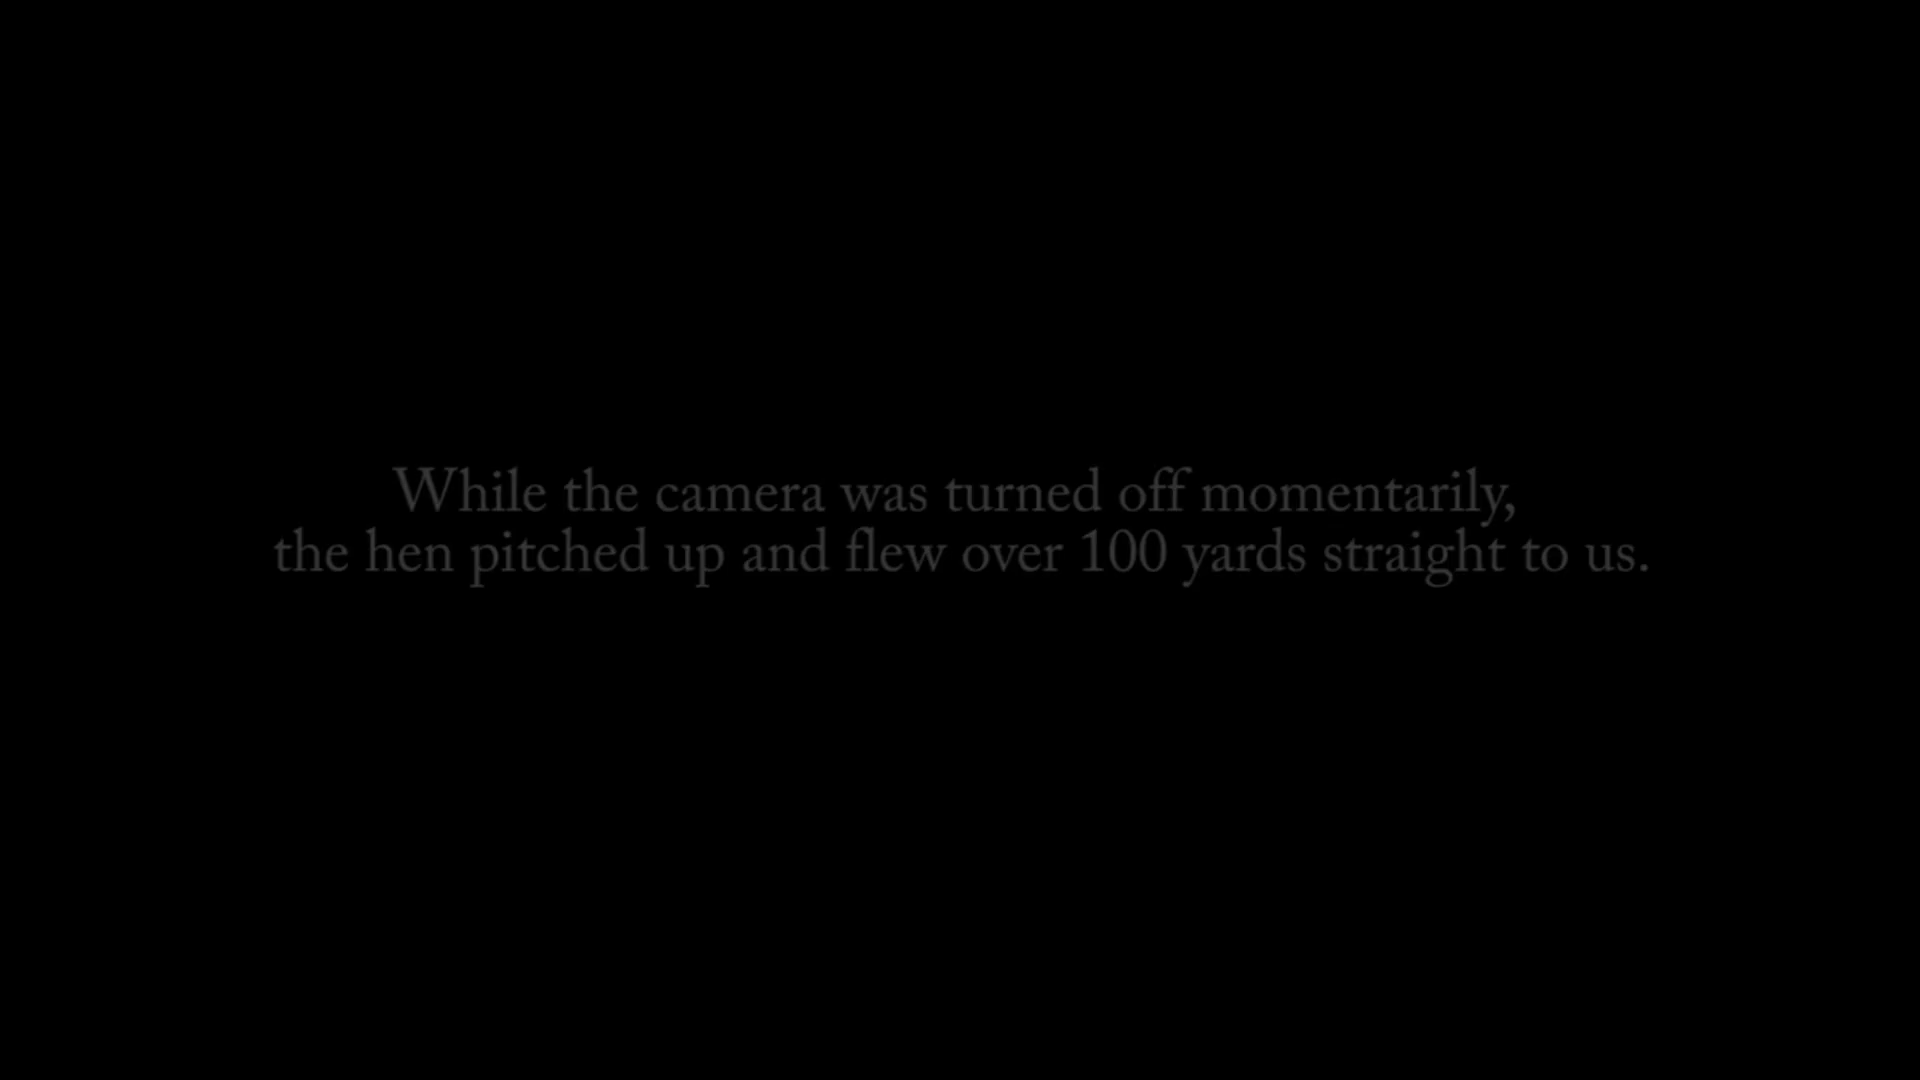 While the camera was turned off momentarily,
the hen pitched up and flew over 100 yards straight to us.